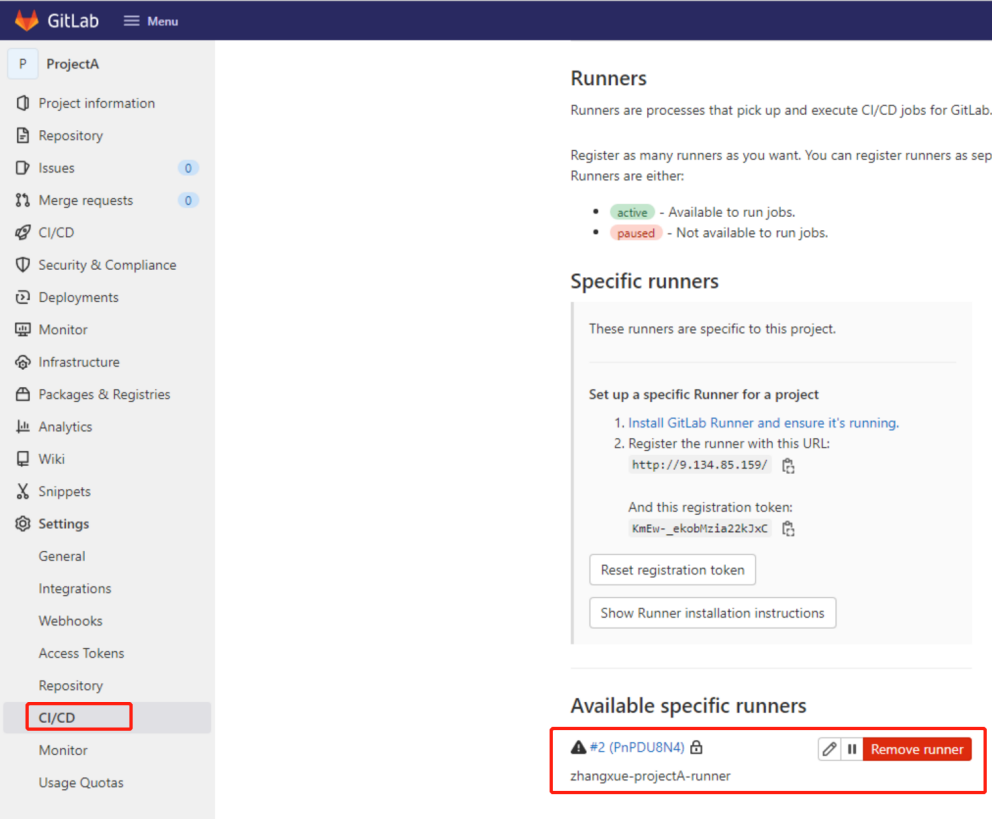 GitLab
Menu
P ProjectA
Project information
Repository
Issues 0
Merge requests 0
CI/CD
Security & Compliance
Deployments
Monitor
Infrastructure
Packages & Registries
Analytics
Wiki
Snippets
Settings
General
Integrations
Webhooks
Access Tokens
Repository
CI/CD
Monitor
Usage Quotas
Runners
Runners are processes that pick up and execute CI/CD jobs for GitLab.
Register as many runners as you want. You can register runners as sep
Runners are either:
• active - Available to run jobs.
• paused - Not available to run jobs.
Specific runners
These runners are specific to this project.
Set up a specific Runner for a project
1. Install GitLab Runner and ensure it's running.
2. Register the runner with this URL:
http://9.134.85.159/
And this registration token:
KmEw-_ekobMzia22kJxC
Reset registration token
Show Runner installation instructions
Available specific runners
#2 (PnPDU8N4)
Remove runner
zhangxue-projectA-runner